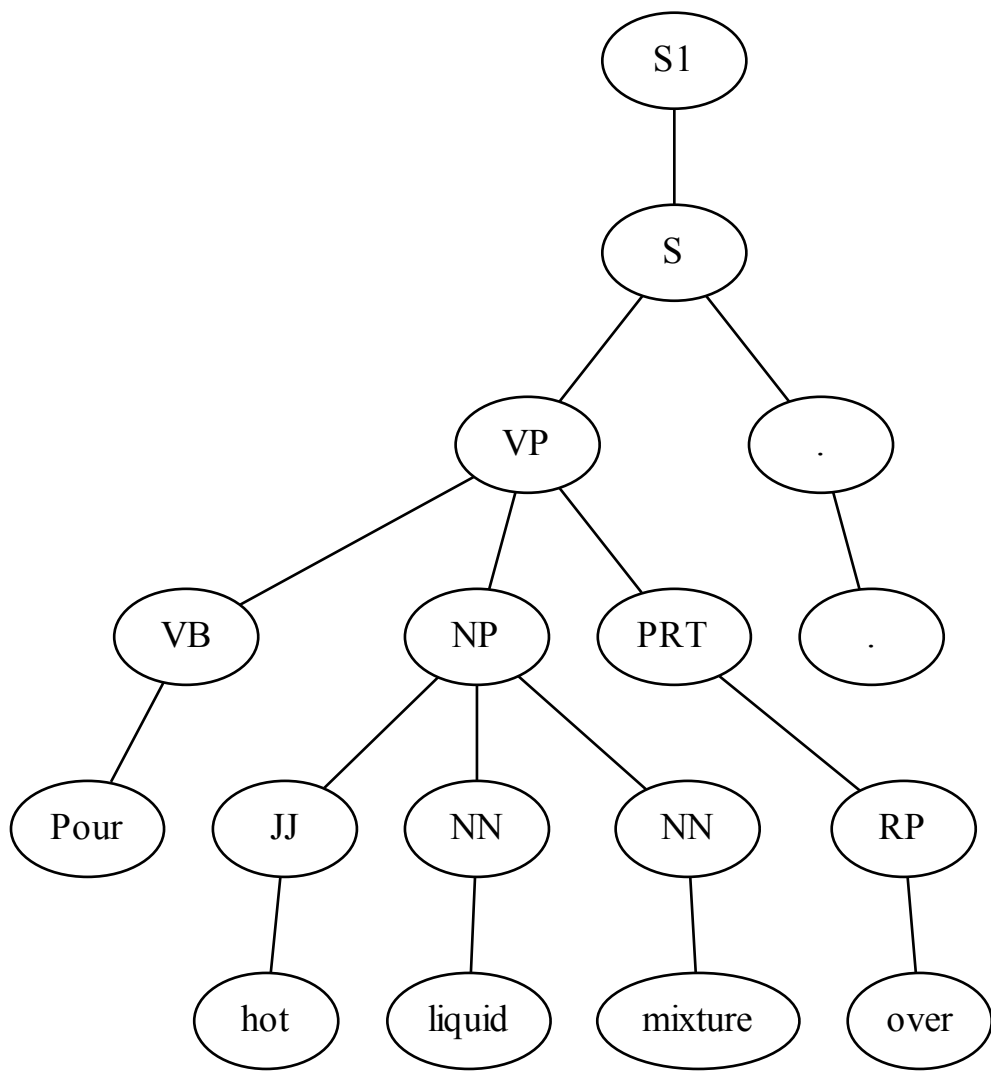 S1
S
VP .
VB NP PRT .
Pour JJ NN NN RP
hot liquid mixture over